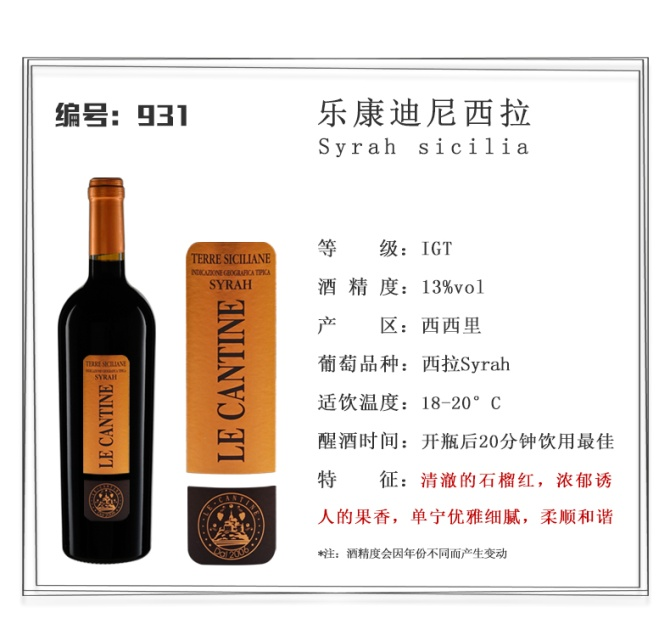 编号：931
乐康迪尼西拉
Syrah sicilia
等 级：IGT
酒 精 度：13%vol
产 区：西西里
葡萄品种：西拉Syrah
适饮温度：18-20°C
醒酒时间：开瓶后20分钟饮用最佳
特 征：清澈的石榴红，浓郁诱
人的果香，单宁优雅细腻，柔顺和谐
*注：酒精度会因年份不同而产生变动
TERRE SICILIANE
INDICAZIONE GEOGRAFICA TIPICA
SYRAH
LE CANTINE
LE CANTINE
Dal 2006
TERRE SICILIANE
SYRAH
LE CANTINE